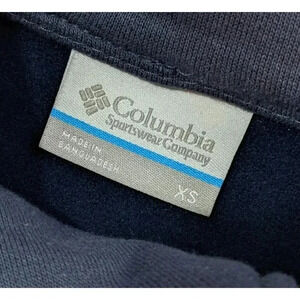 Columbia
Sportswear Company
MADE IN
BANGLADESH
XS